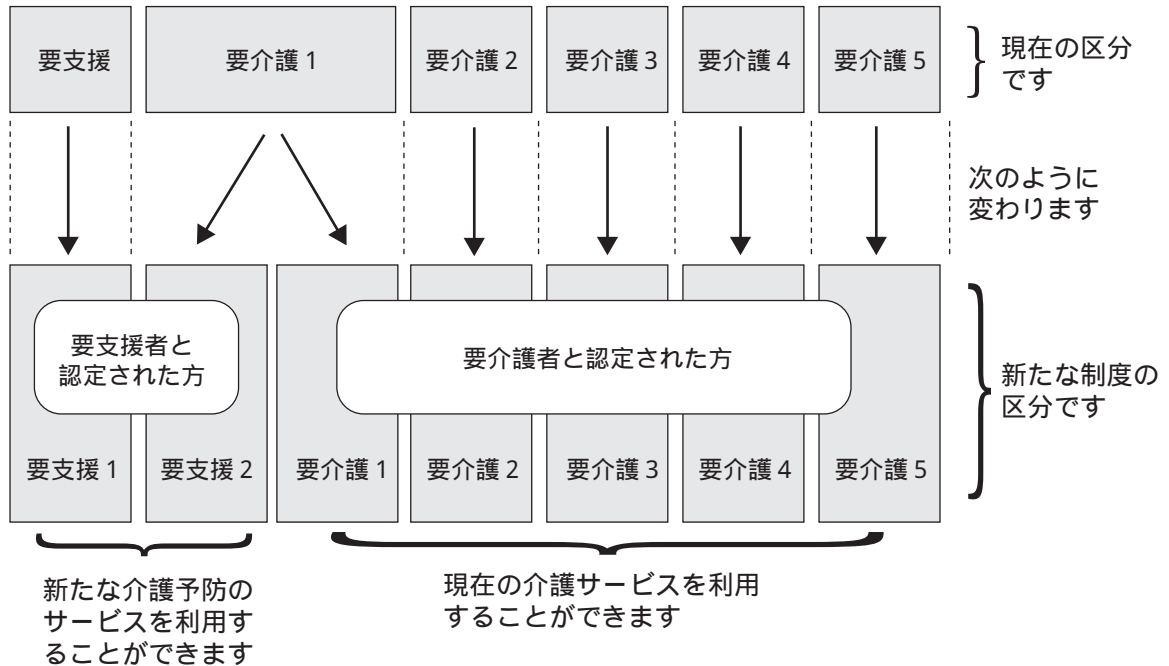 要支援
要介護1
要介護2
要介護3
要介護4
要介護5
現在の区分
です
次のように
変わります
要支援者と
認定された方
要介護者と認定された方
新たな制度の
区分です
要支援1
要支援2
要介護1
要介護2
要介護3
要介護4
要介護5
新たな介護予防の
サービスを利用す
ることができます
現在の介護サービスを利用
することができます